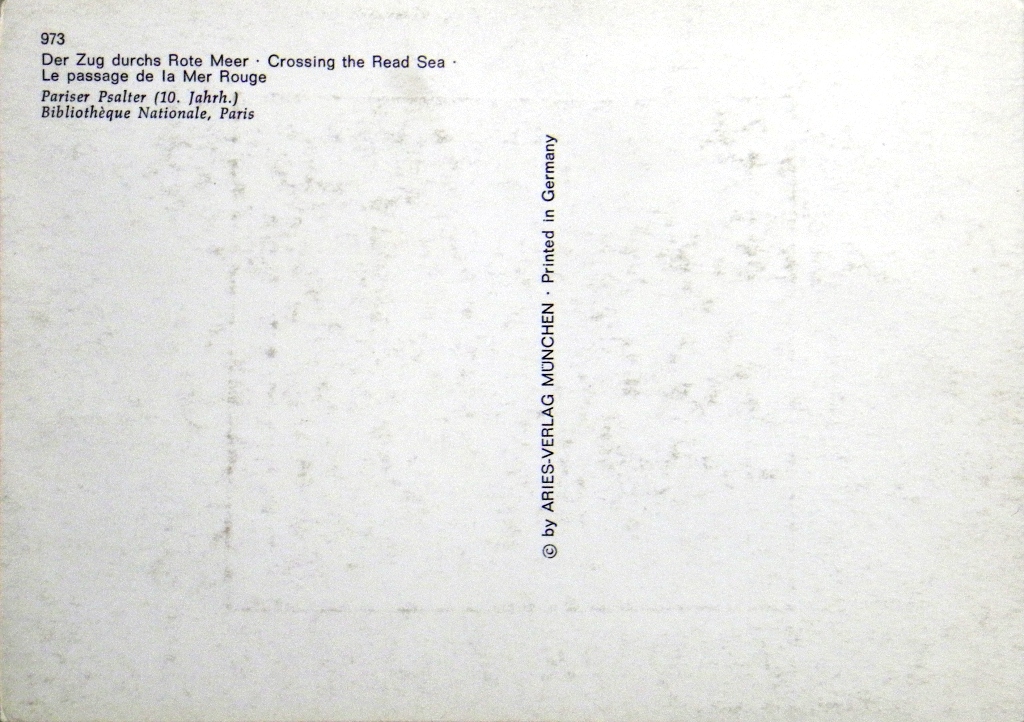 973
Der Zug durchs Rote Meer · Crossing the Read Sea ·
Le passage de la Mer Rouge
Pariser Psalter (10. Jahrh.)
Bibliothèque Nationale, Paris
© by ARIES-VERLAG MÜNCHEN · Printed in Germany